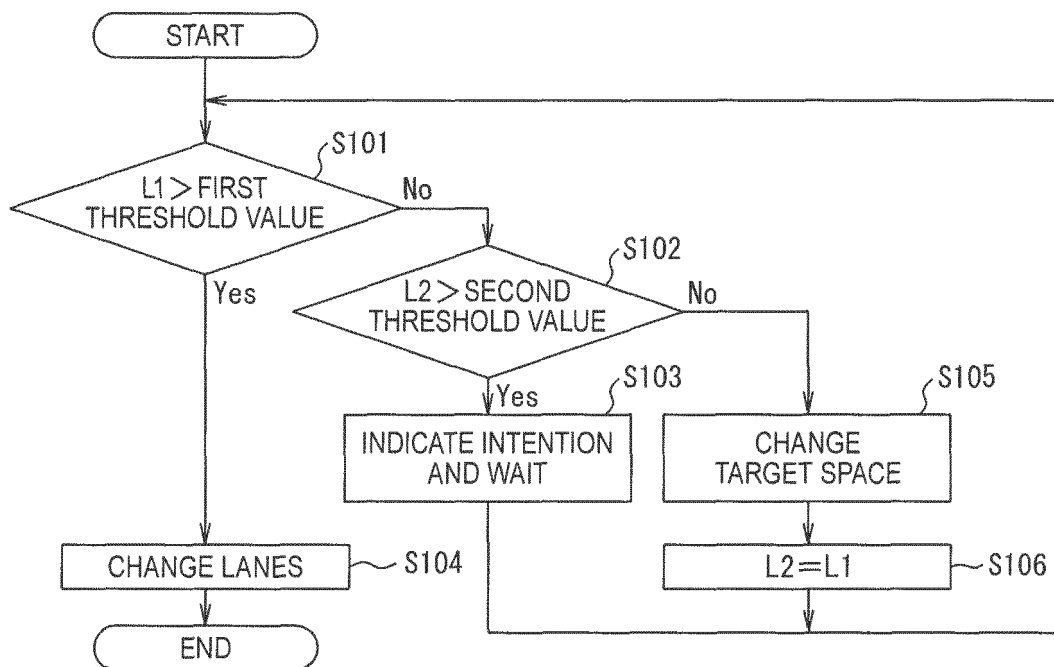 START
S101
L1＞FIRST
THRESHOLD VALUE
No
Yes
S102
L2＞SECOND
THRESHOLD VALUE
No
Yes
S103
INDICATE INTENTION
AND WAIT
S105
CHANGE
TARGET SPACE
CHANGE LANES
S104
L2＝L1
S106
END